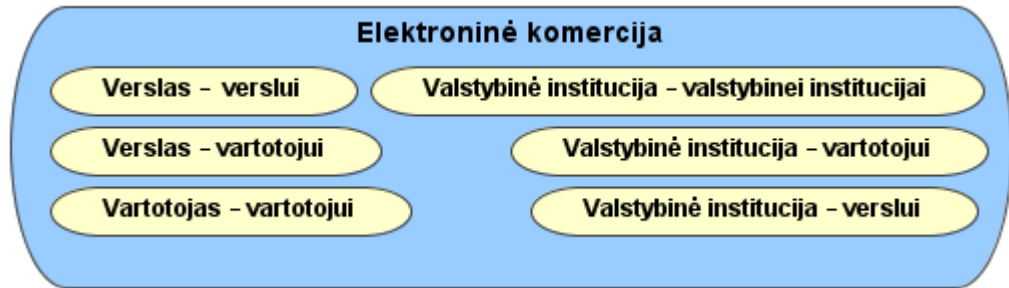 Elektroninė komercija
Verslas – verslui
Valstybinė institucija – valstybinei institucijai
Verslas – vartotojui
Valstybinė institucija – vartotojui
Vartotojas – vartotojui
Valstybinė institucija – verslui